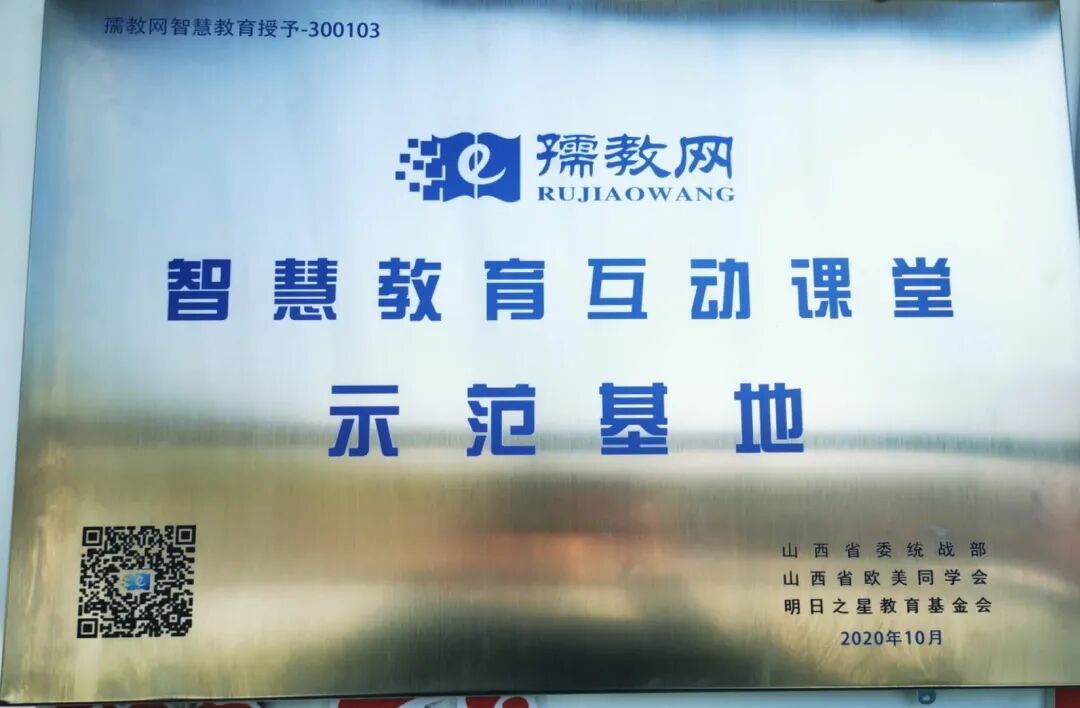 孺教网智慧教育授予-300103
孺教网
RUJIAOWANG
智慧教育互动课堂
示范基地
山西省委统战部
山西省欧美同学会
明日之星教育基金会
2020年10月